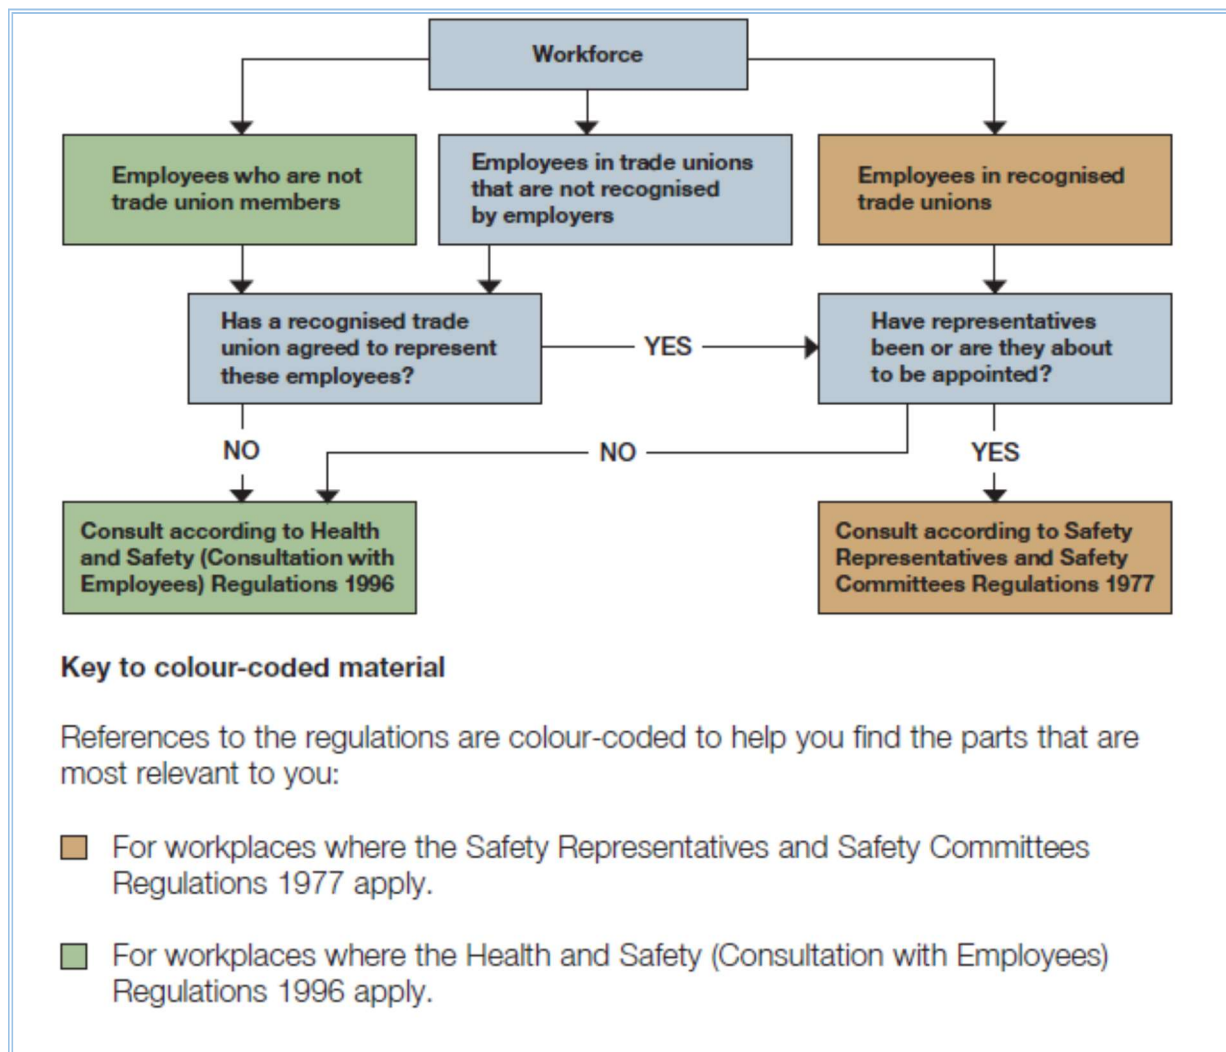 Workforce
Employees who are not
trade union members
Employees in trade unions
that are not recognised
by employers
Employees in recognised
trade unions
Has a recognised trade
union agreed to represent
these employees?
YES
Have representatives
been or are they about
to be appointed?
NO
NO
YES
Consult according to Health
and Safety (Consultation with
Employees) Regulations 1996
Consult according to Safety
Representatives and Safety
Committees Regulations 1977
Key to colour-coded material
References to the regulations are colour-coded to help you find the parts that are
most relevant to you:
For workplaces where the Safety Representatives and Safety Committees
Regulations 1977 apply.
For workplaces where the Health and Safety (Consultation with Employees)
Regulations 1996 apply.